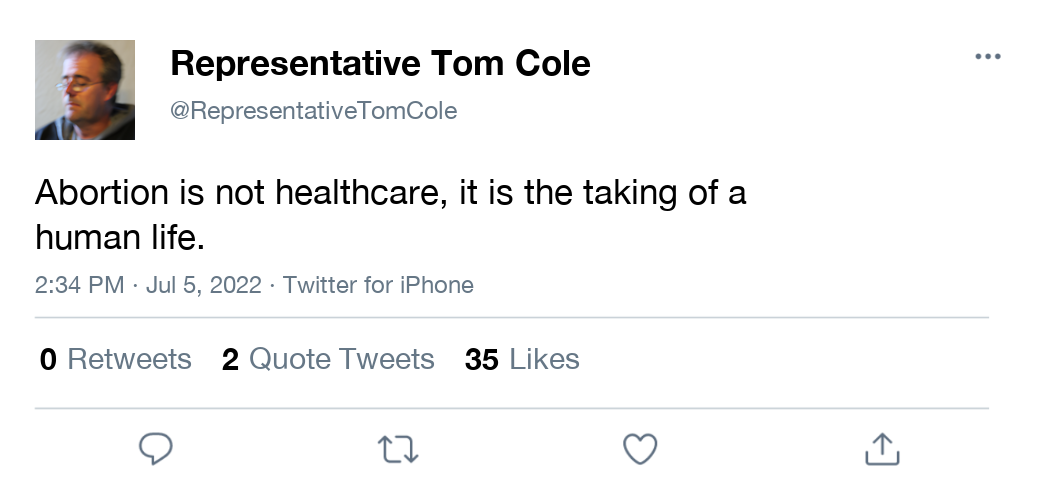 Representative Tom Cole
@RepresentativeTomCole
Abortion is not healthcare, it is the taking of a
human life.
2:34 PM · Jul 5, 2022 · Twitter for iPhone
0 Retweets 2 Quote Tweets 35 Likes